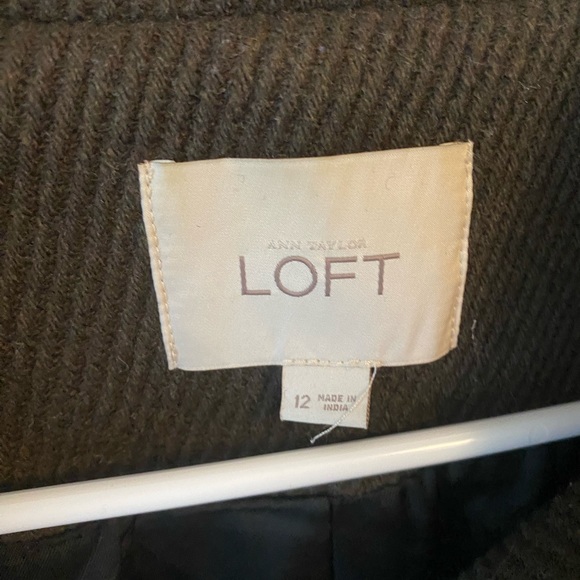 ANN TAYLOR
LOFT
12 MADE IN
INDIA